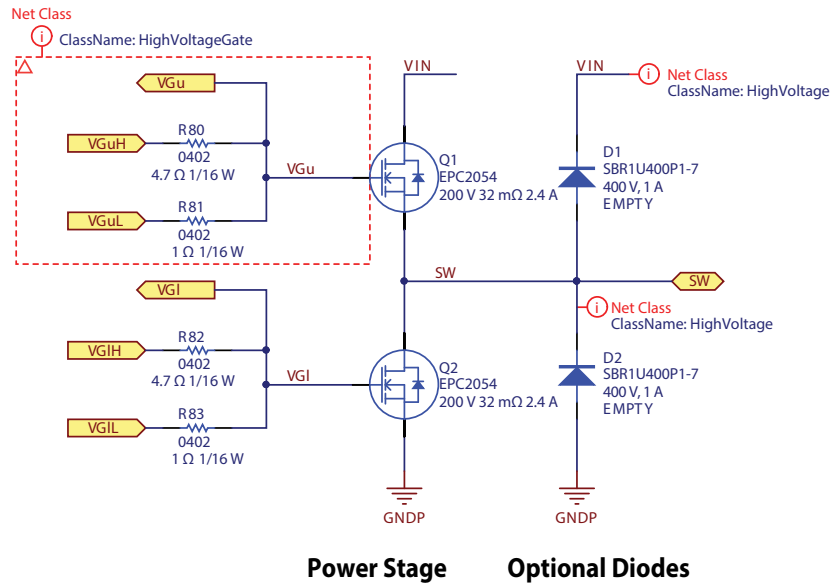 Net Class
ClassName: HighVoltageGate
VGu
VGuH
R80
0402
4.7 Ω 1/16 W
VGu
VGuL
R81
0402
1 Ω 1/16 W
VIN
Q1
EPC2054
200 V 32 mΩ 2.4 A
VIN
Net Class
ClassName: HighVoltage
D1
SBR1U400P1-7
400 V, 1 A
EMPTY
SW
SW
VGl
VGlH
R82
0402
4.7 Ω 1/16 W
VGl
VGlL
R83
0402
1 Ω 1/16 W
Q2
EPC2054
200 V 32 mΩ 2.4 A
Net Class
ClassName: HighVoltage
D2
SBR1U400P1-7
400 V, 1 A
EMPTY
GNDP
GNDP
Power Stage
Optional Diodes